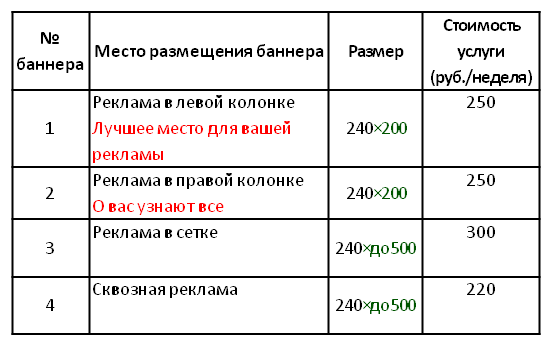 № баннера
Место размещения баннера
Размер
Стоимость услуги (руб./неделя)
1
Реклама в левой колонке
Лучшее место для вашей
рекламы
240×200
250
2
Реклама в правой колонке
О вас узнают все
240×200
250
3
Реклама в сетке
240×до500
300
4
Сквозная реклама
240×до500
220